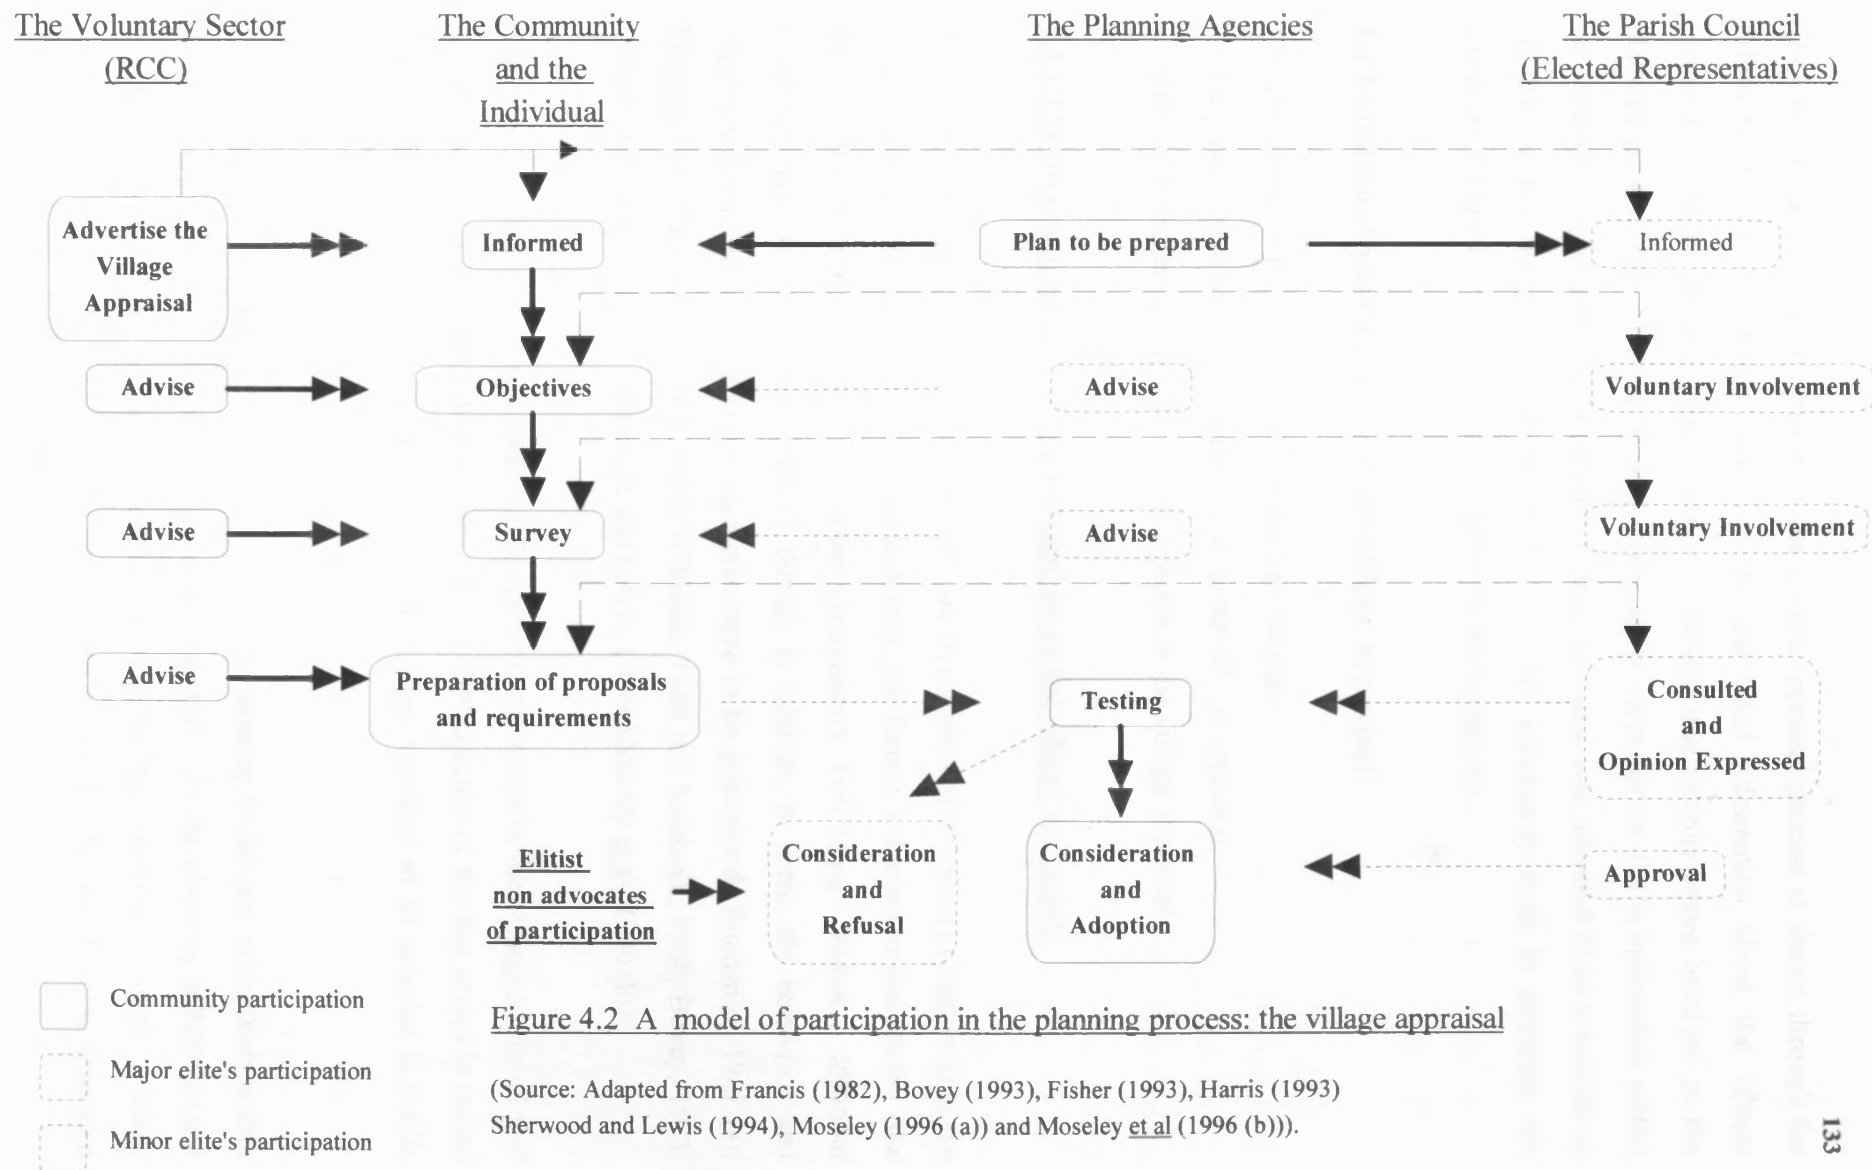 The Voluntary Sector
(RCC)
The Community
and the
Individual
The Planning Agencies
The Parish Council
(Elected Representatives)
Advertise the
Village
Appraisal
Informed
Plan to be prepared
Informed
Advise
Objectives
Advise
Voluntary Involvement
Advise
Survey
Advise
Voluntary Involvement
Advise
Preparation of proposals
and requirements
Testing
Consulted
and
Opinion Expressed
Elitist
non advocates
of participation
Consideration
and
Refusal
Consideration
and
Adoption
Approval
Community participation
Major elite's participation
Minor elite's participation
Figure 4.2 A model of participation in the planning process: the village appraisal
(Source: Adapted from Francis (1982), Bovey (1993), Fisher (1993), Harris (1993)
Sherwood and Lewis (1994), Moseley (1996 (a)) and Moseley et al (1996 (b))).
133